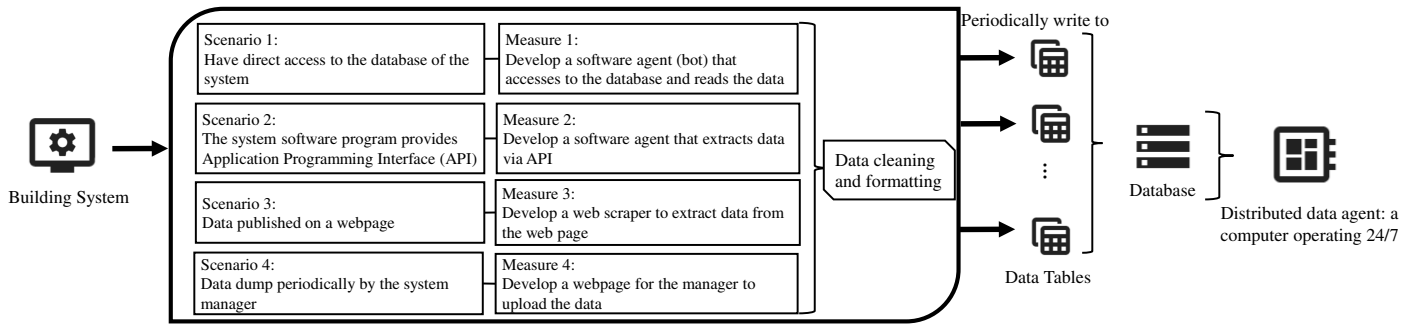 Building System
Scenario 1:
Have direct access to the database of the
system
Measure 1:
Develop a software agent (bot) that
accesses to the database and reads the data
Scenario 2:
The system software program provides
Application Programming Interface (API)
Measure 2:
Develop a software agent that extracts data
via API
Scenario 3:
Data published on a webpage
Measure 3:
Develop a web scraper to extract data from
the web page
Scenario 4:
Data dump periodically by the system
manager
Measure 4:
Develop a webpage for the manager to
upload the data
Data cleaning
and formatting
Periodically write to
...
Data Tables
Database
Distributed data agent: a
computer operating 24/7